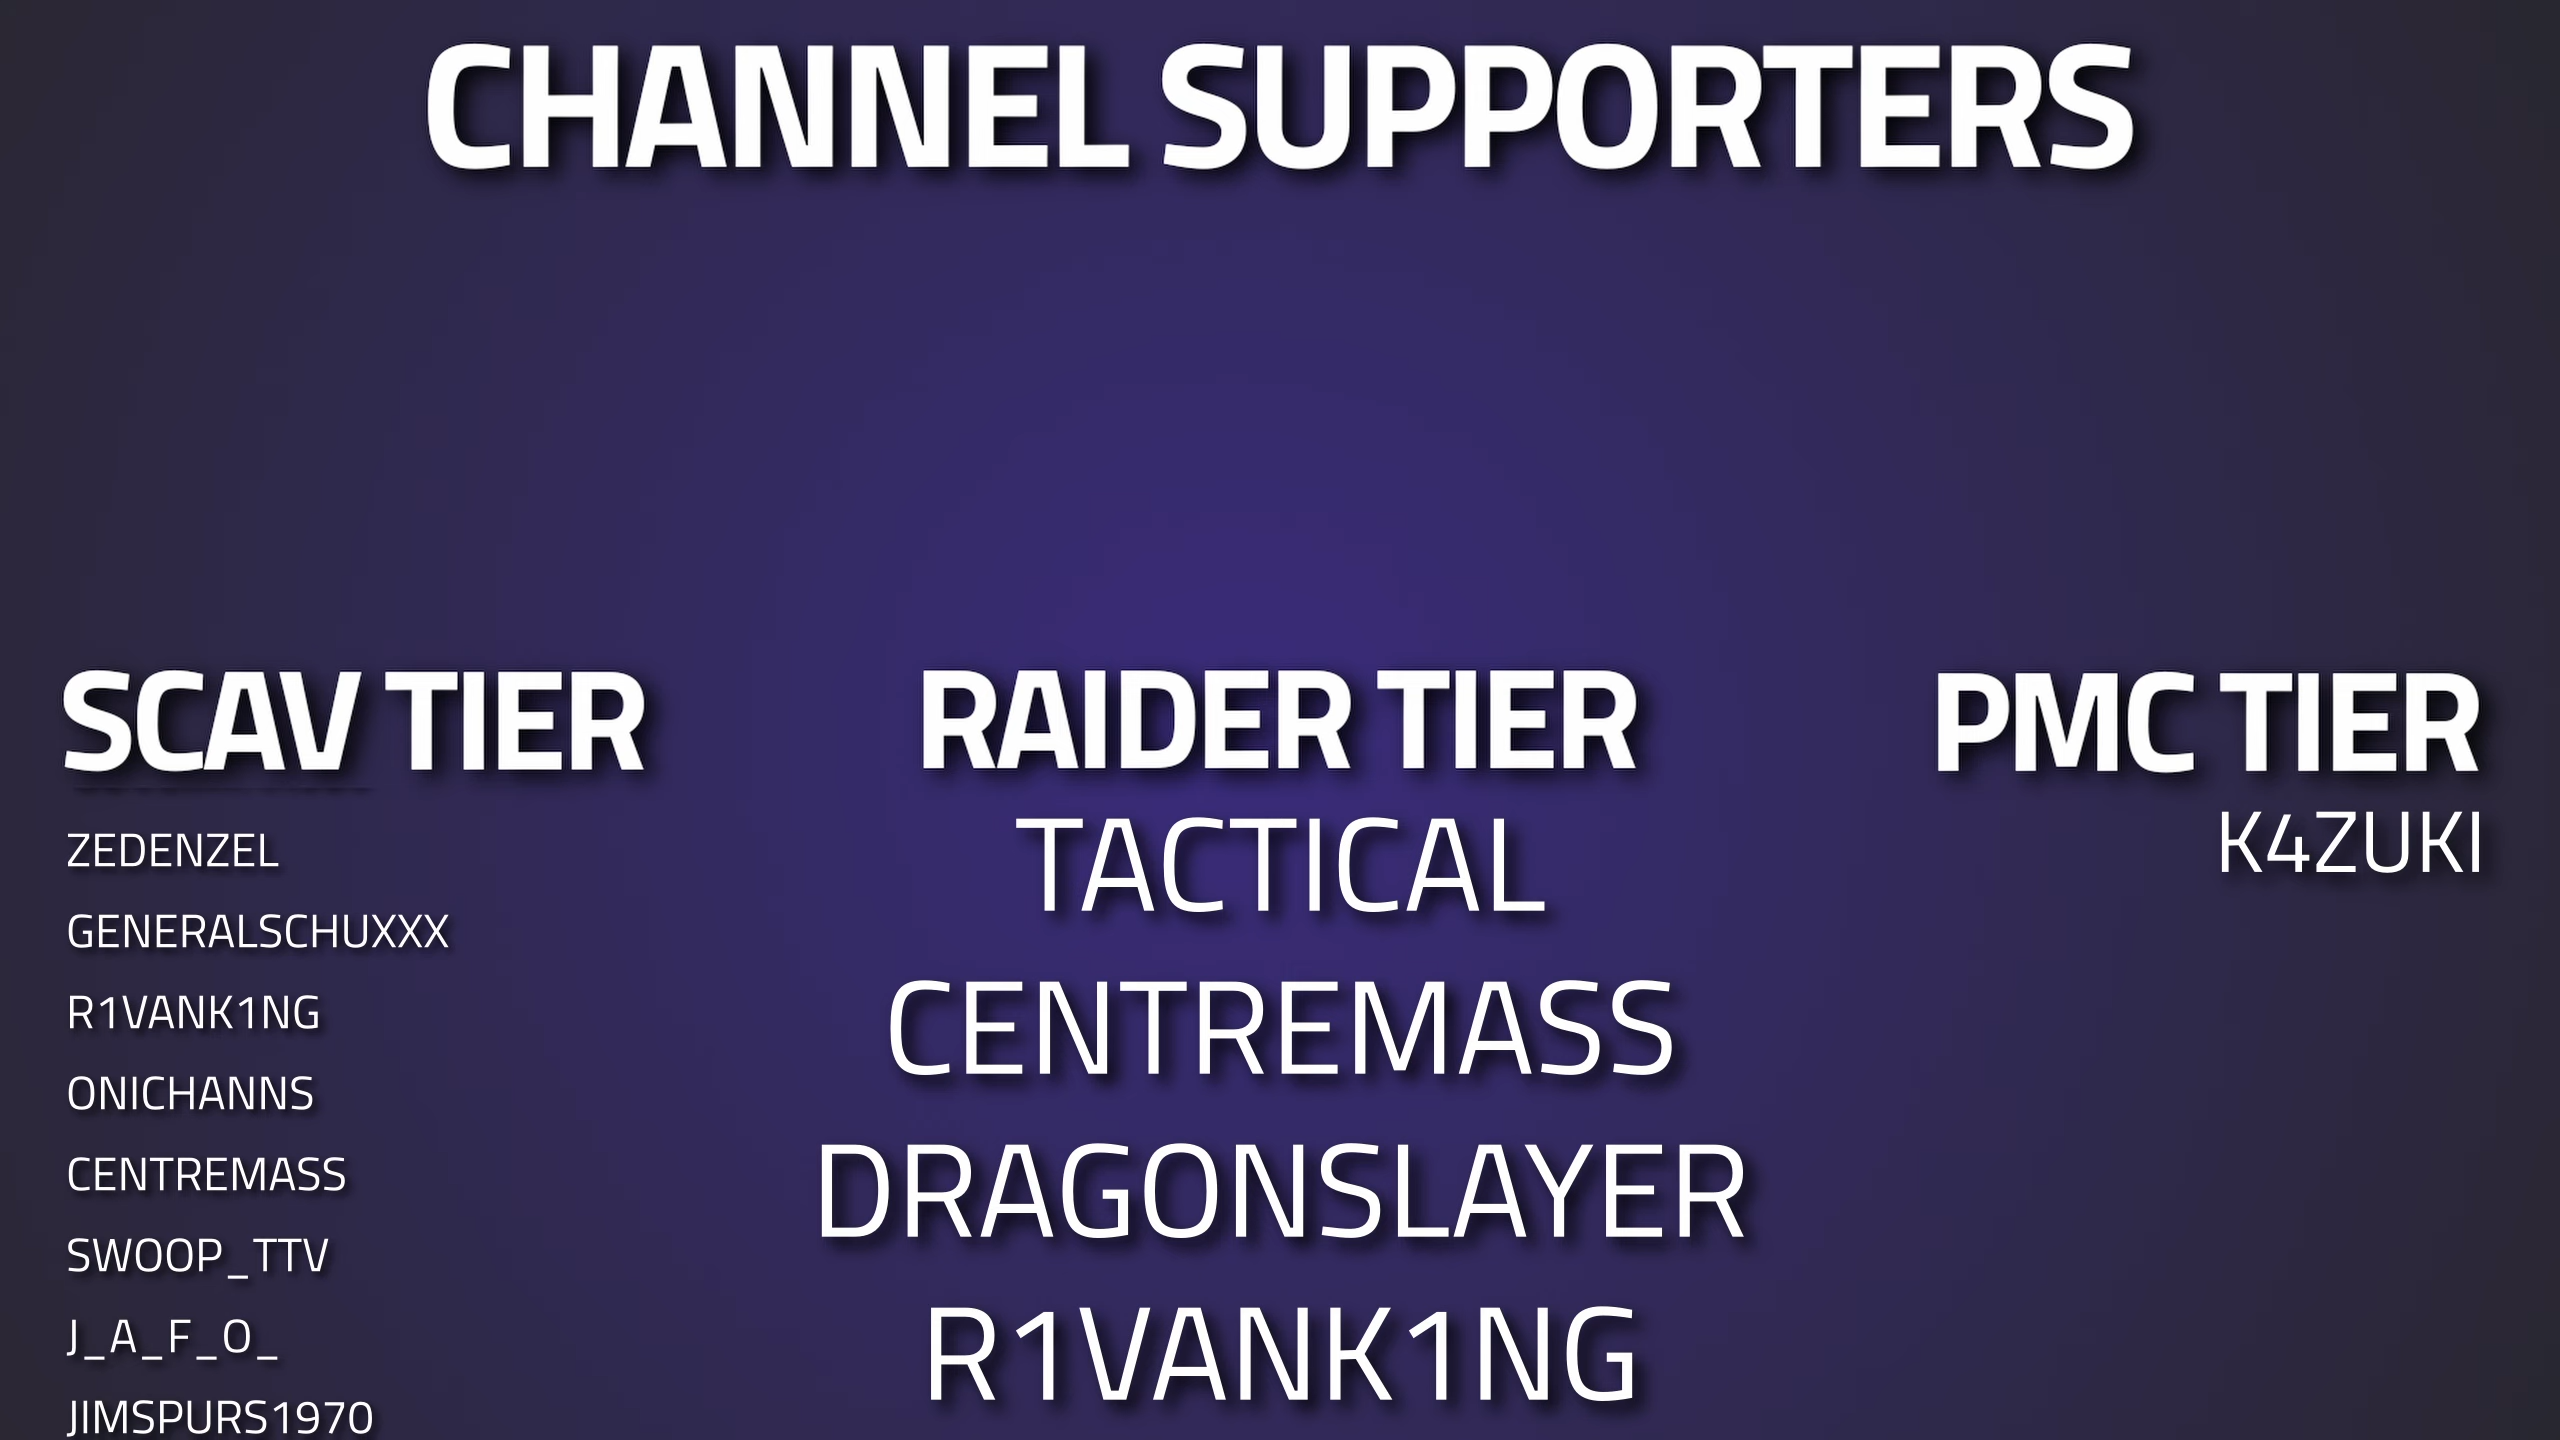 CHANNEL SUPPORTERS
SCAV TIER
ZEDENZEL
GENERALSCHUXXX
R1VANK1NG
ONICHANNS
CENTREMASS
SWOOP_TTV
J_A_F_O_
JIMSPURS1970
RAIDER TIER
TACTICAL
CENTREMASS
DRAGONSLAYER
R1VANK1NG
PMC TIER
K4ZUKI